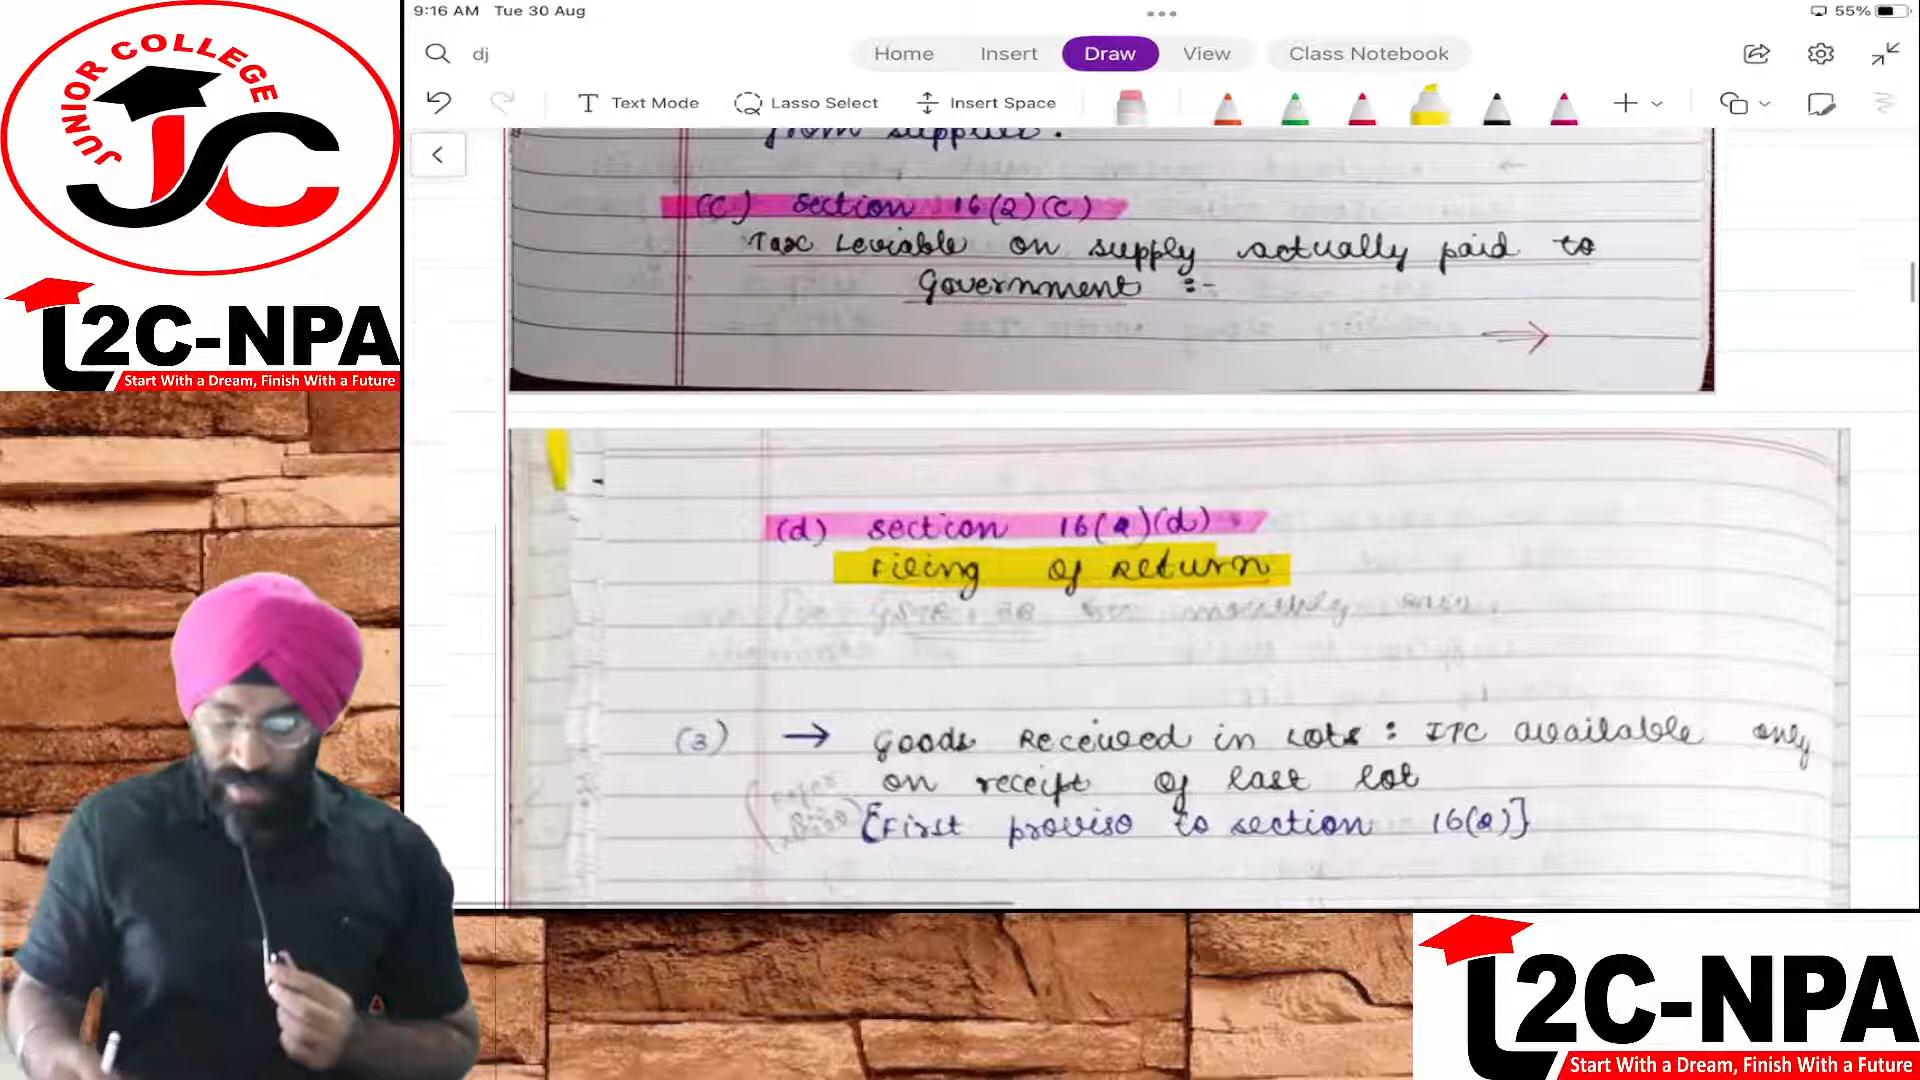 9:16 AM Tue 30 Aug
55%
dj
Home Insert Draw View Class Notebook
Text Mode Lasso Select Insert Space
JUNIOR COLLEGE
JC
L2C-NPA
Start With a Dream, Finish With a Future
from supplier.
(c) Section 16(2)(c)
Tax Leviable on supply actually paid to
Government :-
(d) Section 16(2)(d)
Filing of Return
(3) → Goods Received in Lots : ITC available only
on receipt of last lot
[First proviso to section 16(2)]
L2C-NPA
Start With a Dream, Finish With a Future